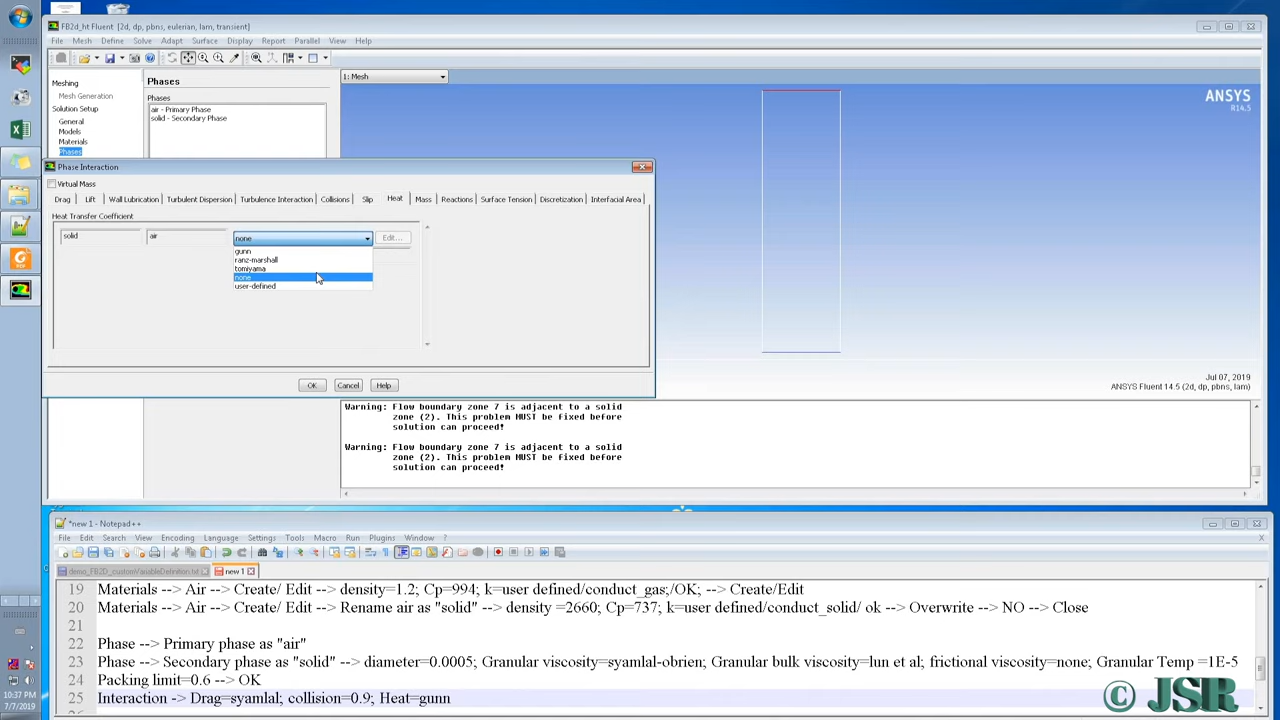 FB2d_ht Fluent [2d, dp, pbns, eulerian, lam, transient]
File Mesh Define Solve Adapt Surface Display Report Parallel View Help
Meshing
Mesh Generation
Solution Setup
General
Models
Materials
Phases
Phases
Phases
air - Primary Phase
solid - Secondary Phase
1: Mesh
ANSYS
R14.5
Phase Interaction
Virtual Mass
Drag Lift Wall Lubrication Turbulent Dispersion Turbulence Interaction Collisions Slip Heat Mass Reactions Surface Tension Discretization Interfacial Area
Heat Transfer Coefficient
solid air none Edit...
gunn
ranz-marshall
tomiyama
none
user-defined
OK Cancel Help
Jul 07, 2019
ANSYS Fluent 14.5 (2d, dp, pbns, eulerian, lam, transient)
Warning: Flow boundary zone 7 is adjacent to a solid
zone (2). This problem MUST be fixed before
solution can proceed!
Warning: Flow boundary zone 7 is adjacent to a solid
zone (2). This problem MUST be fixed before
solution can proceed!
*new 1 - Notepad++
File Edit Search View Encoding Language Settings Tools Macro Run Plugins Window ?
demo_FB2D_customVariableDefinition.txt new 1
19 Materials --> Air --> Create/ Edit --> density=1.2; Cp=994; k=user defined/conduct_gas;/OK; --> Create/Edit
20 Materials --> Air --> Create/ Edit --> Rename air as "solid" --> density =2660; Cp=737; k=user defined/conduct_solid/ ok --> Overwrite --> NO --> Close
21
22 Phase --> Primary phase as "air"
23 Phase --> Secondary phase as "solid" --> diameter=0.0005; Granular viscosity=syamlal-obrien; Granular bulk viscosity=lun et al; frictional viscosity=none; Granular Temp =1E-5
24 Packing limit=0.6 --> OK
25 Interaction -> Drag=syamlal; collision=0.9; Heat=gunn
10:37 PM
7/7/2019
© JSR